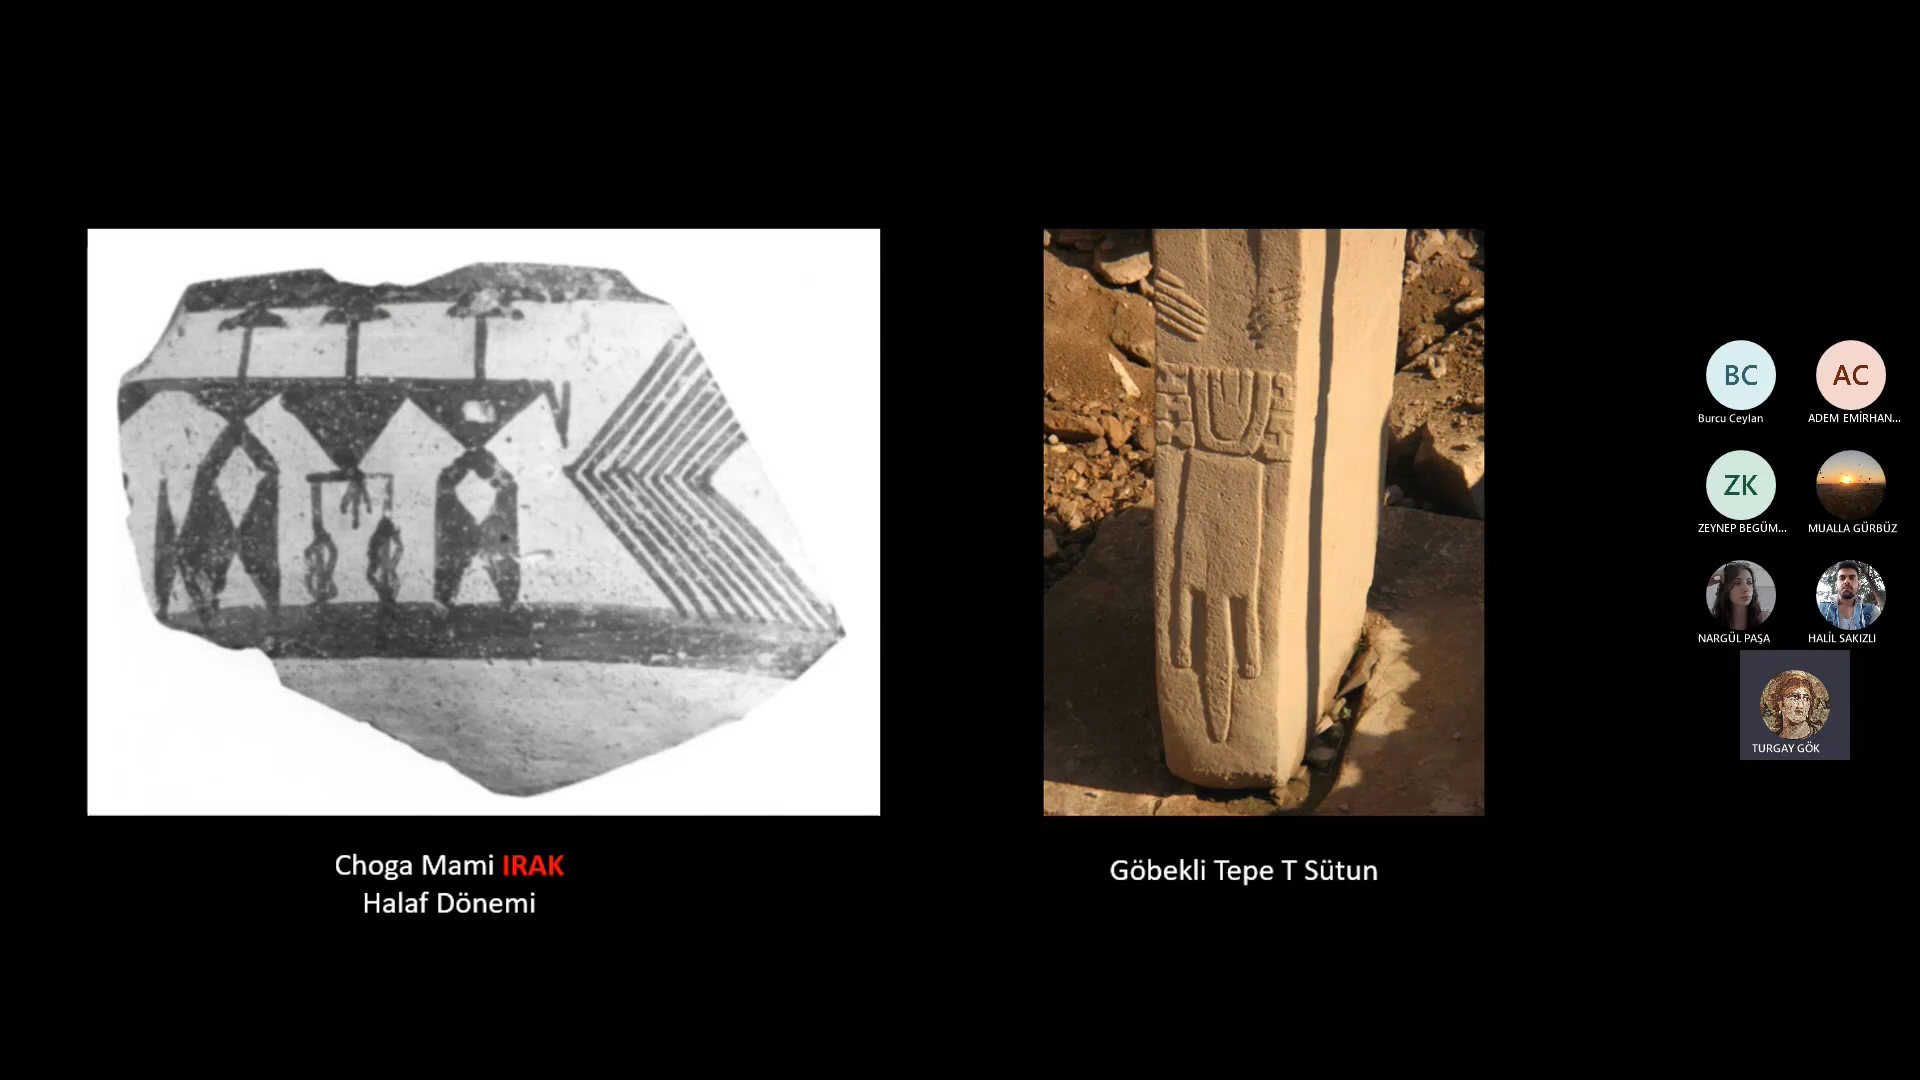 Choga Mami IRAK
Halaf Dönemi
Göbekli Tepe T Sütun
BC
Burcu Ceylan
AC
ADEM EMİRHAN...
ZK
ZEYNEP BEGÜM...
MUALLA GÜRBÜZ
NARGÜL PAŞA
HALİL SAKIZLI
TURGAY GÖK